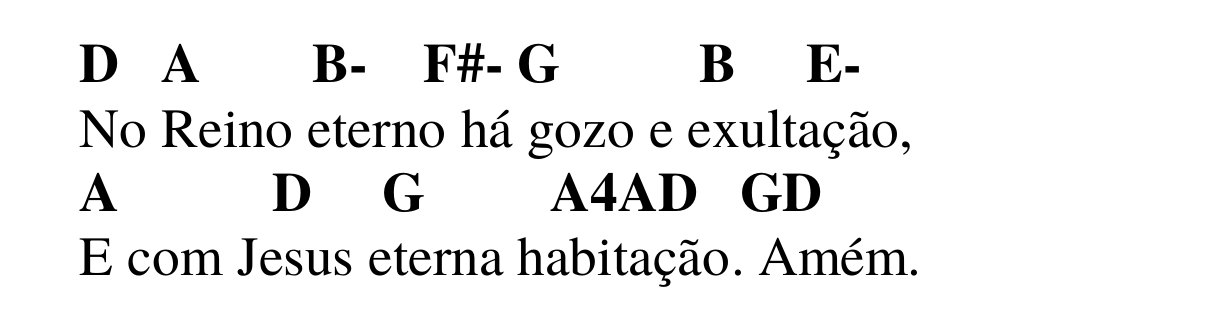 D A B- F#- G B E-
No Reino eterno há gozo e exultação,
A D G A4AD GD
E com Jesus eterna habitação. Amém.